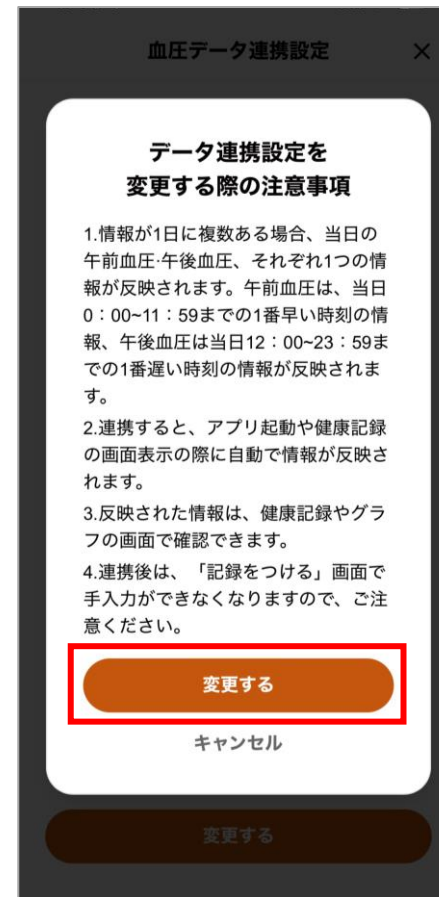 血圧データ連携設定 ×
データ連携設定を
変更する際の注意事項
1.情報が1日に複数ある場合、当日の
午前血圧·午後血圧、それぞれ1つの情
報が反映されます。午前血圧は、当日
0：00~11：59までの1番早い時刻の情
報、午後血圧は当日12：00~23：59ま
での1番遅い時刻の情報が反映されま
す。
2.連携すると、アプリ起動や健康記録
の画面表示の際に自動で情報が反映さ
れます。
3.反映された情報は、健康記録やグラ
フの画面で確認できます。
4.連携後は、「記録をつける」画面で
手入力ができなくなりますので、ご注
意ください。
変更する
キャンセル
変更する